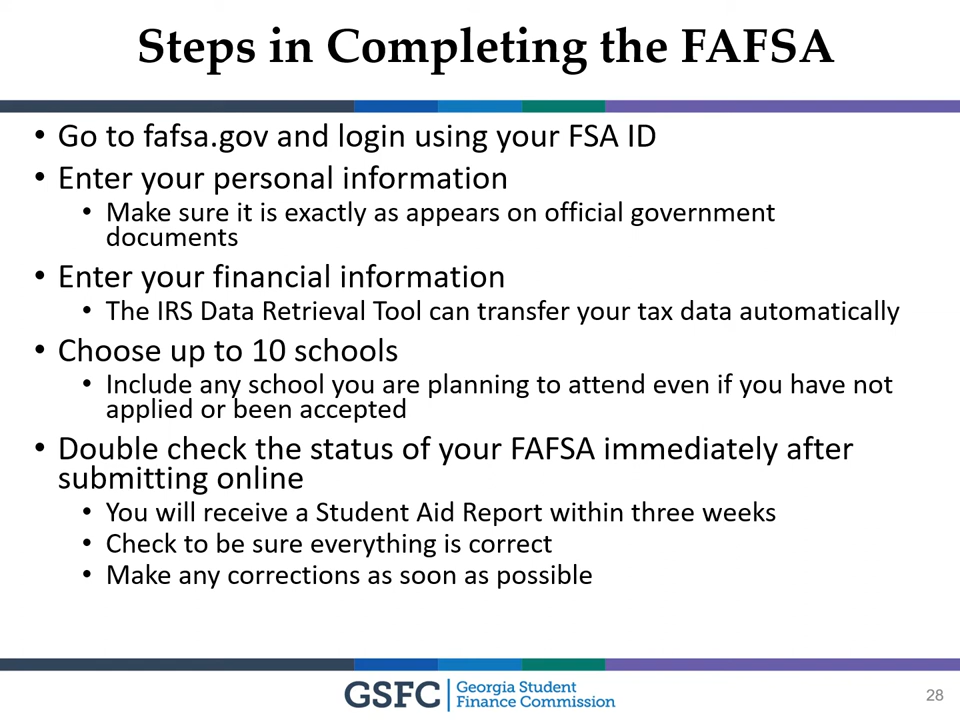 Steps in Completing the FAFSA
• Go to fafsa.gov and login using your FSA ID
• Enter your personal information
• Make sure it is exactly as appears on official government
documents
• Enter your financial information
• The IRS Data Retrieval Tool can transfer your tax data automatically
• Choose up to 10 schools
• Include any school you are planning to attend even if you have not
applied or been accepted
• Double check the status of your FAFSA immediately after
submitting online
• You will receive a Student Aid Report within three weeks
• Check to be sure everything is correct
• Make any corrections as soon as possible
GSFC
Georgia Student
Finance Commission
28